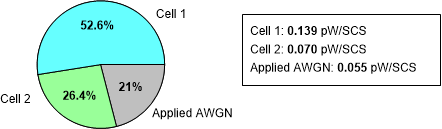 52.6%
Cell 1
Cell 2
26.4%
21%
Applied AWGN
Cell 1: 0.139 pW/SCS
Cell 2: 0.070 pW/SCS
Applied AWGN: 0.055 pW/SCS